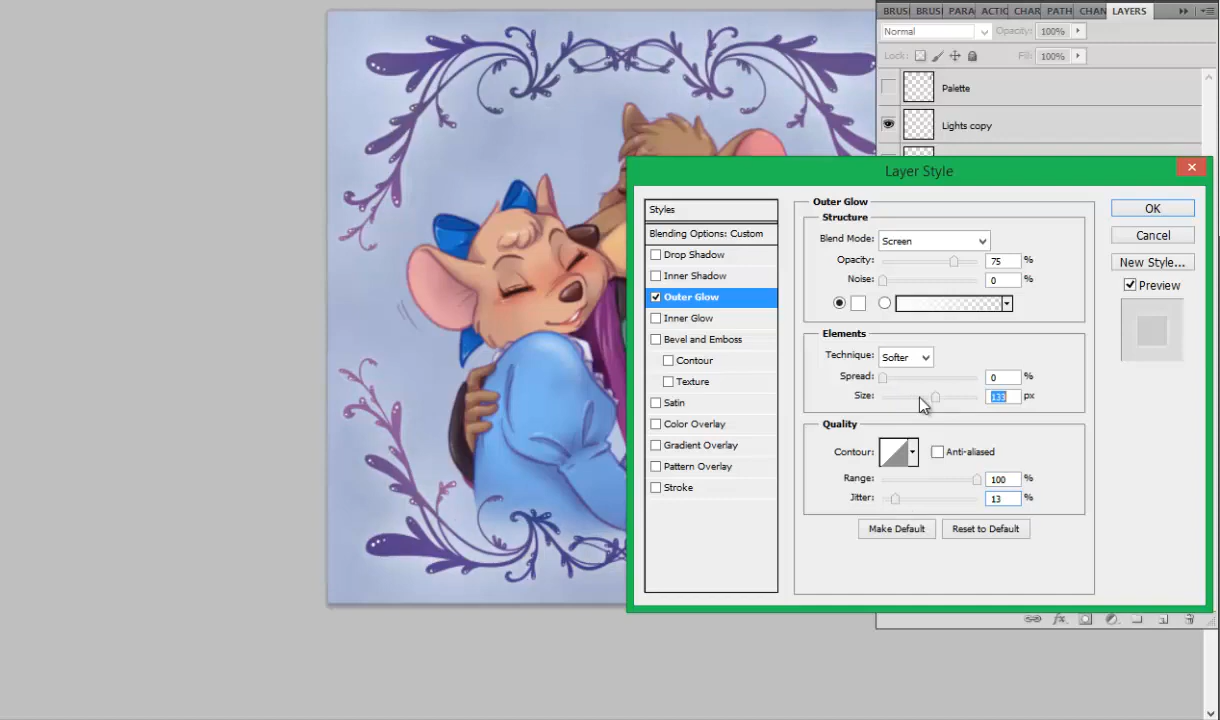 BRUS BRUS PARA ACTIC CHAR PATH CHAN LAYERS
Normal Opacity: 100%
Lock: Fill: 100%
Palette
Lights copy
Layer Style
Styles
Blending Options: Custom
Drop Shadow
Inner Shadow
Outer Glow
Inner Glow
Bevel and Emboss
Contour
Texture
Satin
Color Overlay
Gradient Overlay
Pattern Overlay
Stroke
Outer Glow
Structure
Blend Mode: Screen
Opacity: 75 %
Noise: 0 %
Elements
Technique: Softer
Spread: 0 %
Size: 133 px
Quality
Contour: Anti-aliased
Range: 100 %
Jitter: 13 %
Make Default Reset to Default
OK
Cancel
New Style...
Preview
fx